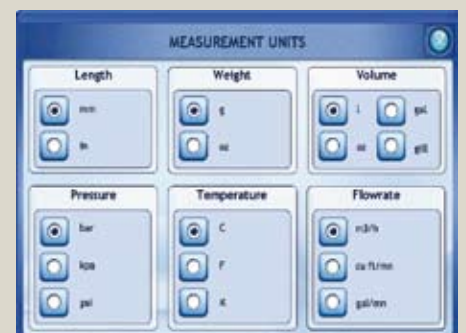 MEASUREMENT UNITS
Length Weight Volume
mm g l gal
in oz oz gill
Pressure Temperature Flowrate
bar C m3/h
kpa F cu ft/mn
psi K gal/mn